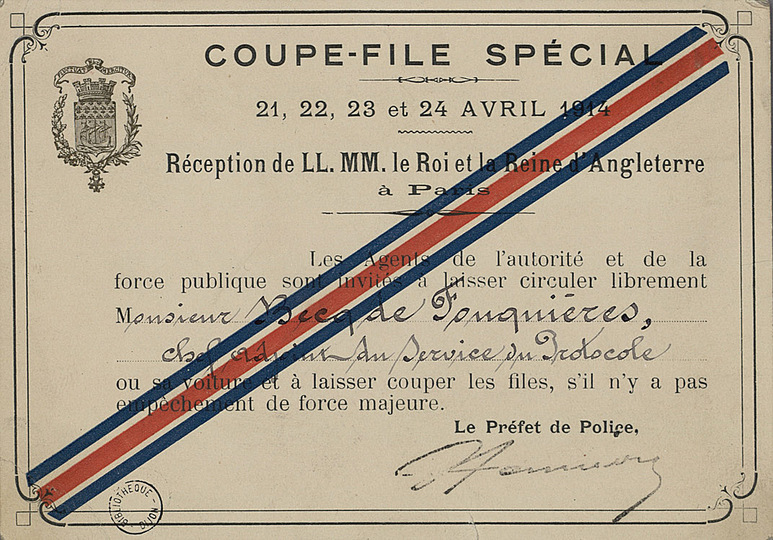 COUPE-FILE SPÉCIAL
21, 22, 23 et 24 AVRIL 1914
Réception de LL. MM. le Roi et la Reine d'Angleterre
à Paris
Les Agents de l'autorité et de la
force publique sont invités à laisser circuler librement
Monsieur Becq de Fouquières,
chef adjoint du Service du Protocole
ou sa voiture et à laisser couper les files, s'il n'y a pas
empêchement de force majeure.
Le Préfet de Police,
BIBLIOTHÈQUE DIJON